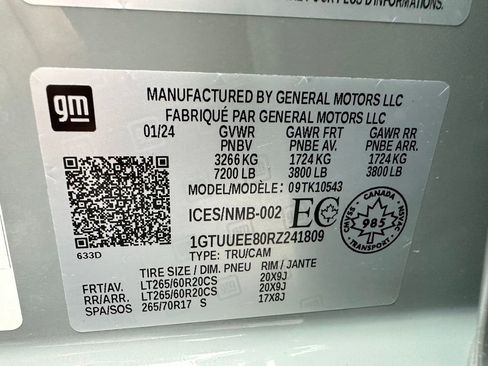 D'INFORMATION.
gm
MANUFACTURED BY GENERAL MOTORS LLC
FABRIQUÉ PAR GENERAL MOTORS LLC
01/24 GVWR GAWR FRT GAWR RR
PNBV PNBE AV. PNBE ARR.
3266 KG 1724 KG 1724 KG
7200 LB 3800 LB 3800 LB
MODEL/MODÈLE: 09TK10543
ICES/NMB-002 EC
CANADA
985
633D
1GTUUEE80RZ241809
TYPE: TRU/CAM
TIRE SIZE / DIM. PNEU RIM / JANTE
FRT/AV. LT265/60R20CS 20X9J
RR/ARR. LT265/60R20CS 20X9J
SPA/SOS 265/70R17 S 17X8J